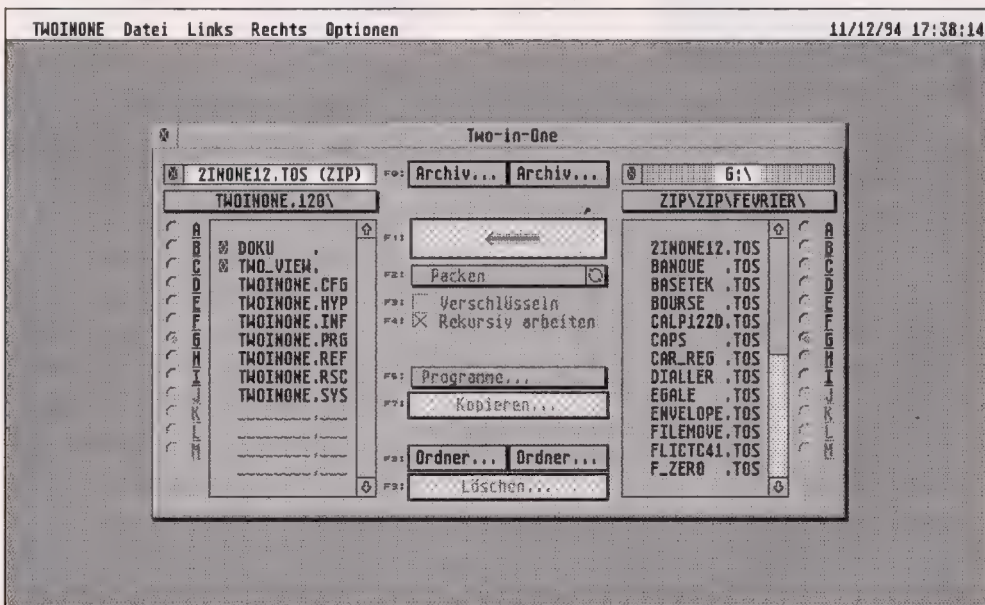 TWOINONE Datei Links Rechts Optionen 11/12/94 17:38:14
Two-in-One
2INONE12.TOS (ZIP)
TWOINONE.120\
A
B
C
D
E
F
G
H
I
J
K
L
M
DOKU .
TWO_VIEW.
TWOINONE.CFG
TWOINONE.HYP
TWOINONE.INF
TWOINONE.PRG
TWOINONE.REF
TWOINONE.RSC
TWOINONE.SYS
F0: Archiv... Archiv...
F1:
F2: Packen
F3: Verschlüsseln
F4: Rekursiv arbeiten
F6: Programme...
F7: Kopieren...
Ordner... Ordner...
F9: Löschen...
G:\
ZIP\ZIP\FEVRIER\
2INONE12.TOS
BANQUE .TOS
BASETEK .TOS
BOURSE .TOS
CALP122D.TOS
CAPS .TOS
CAR_REG .TOS
DIALLER .TOS
EGALE .TOS
ENVELOPE.TOS
FILEMOVE.TOS
FLICTC41.TOS
F_ZERO .TOS
A
B
C
D
E
F
G
H
I
J
K
L
M